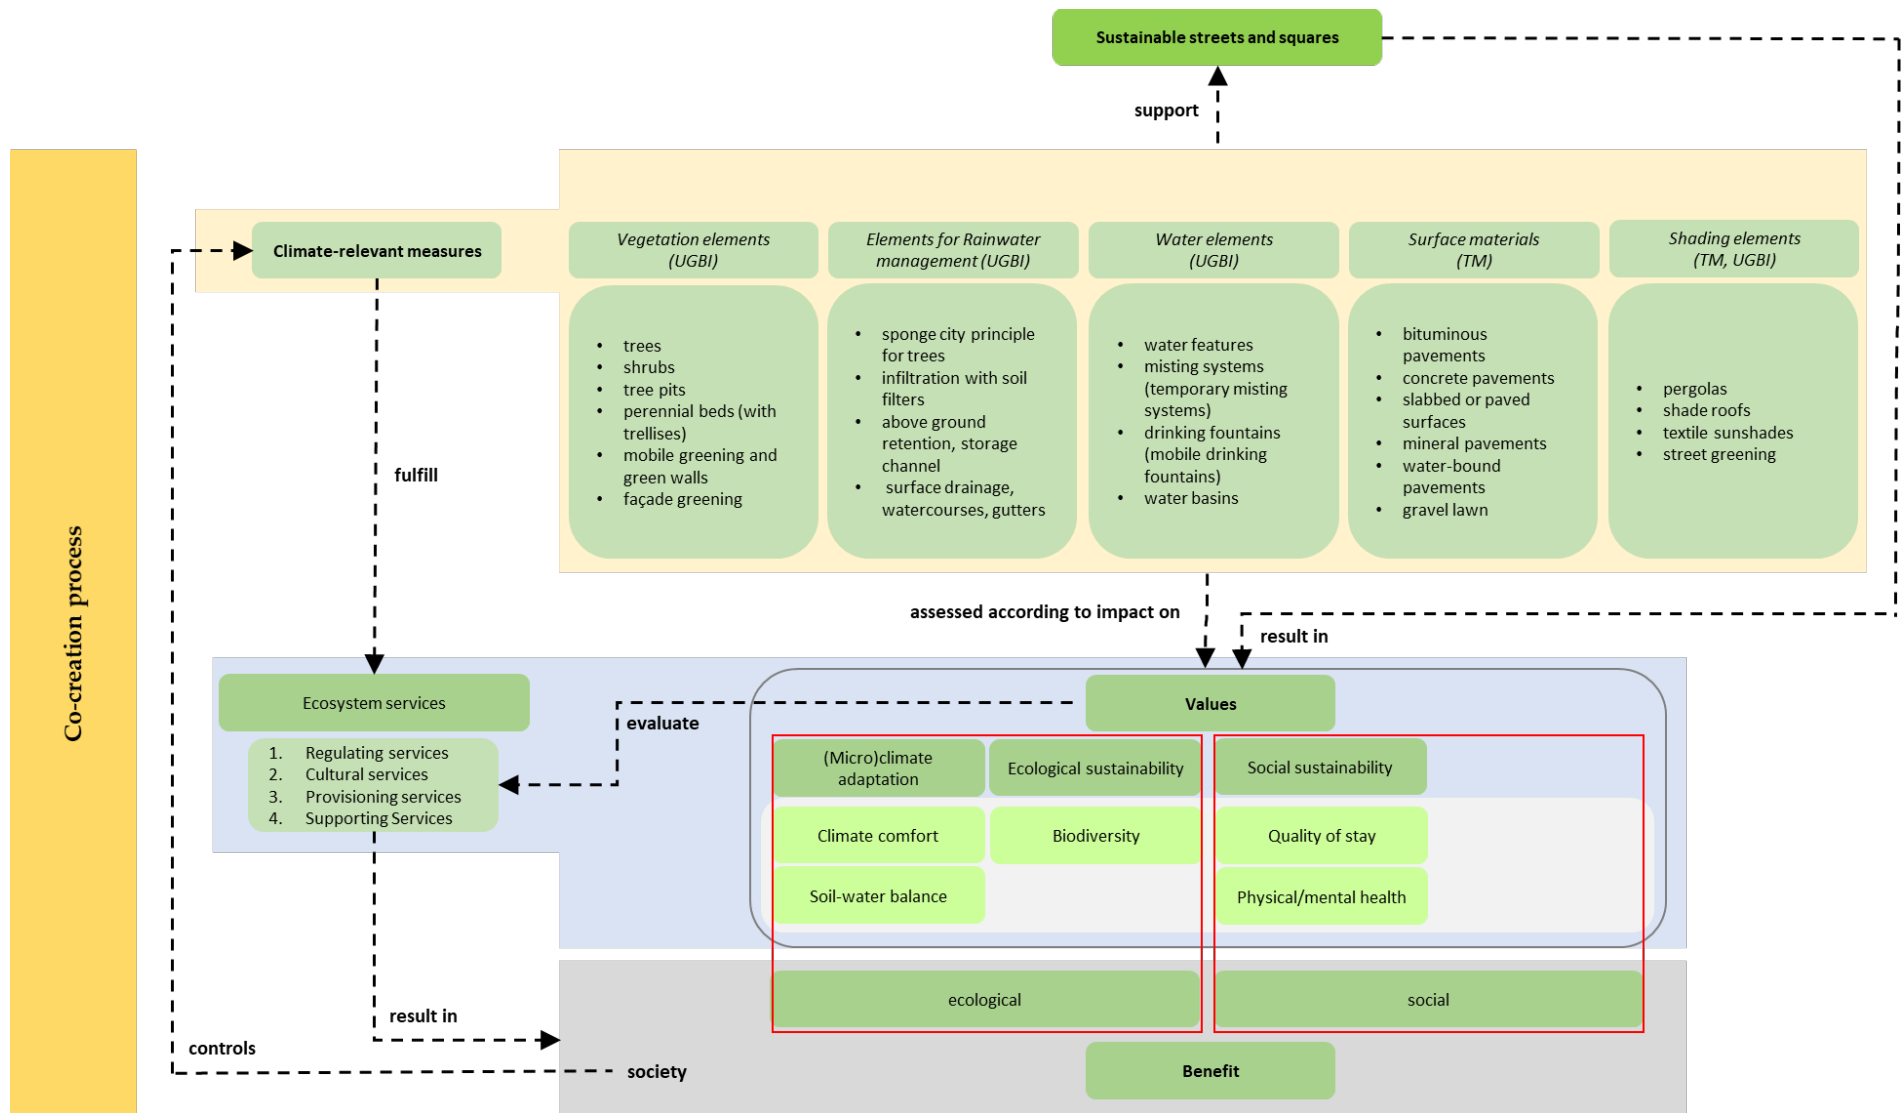 Sustainable streets and squares
support
Co-creation process
Climate-relevant measures
Vegetation elements
(UGBI)
Elements for Rainwater
management (UGBI)
Water elements
(UGBI)
Surface materials
(TM)
Shading elements
(TM, UGBI)
• trees
• shrubs
• tree pits
• perennial beds (with
trellises)
• mobile greening and
green walls
• façade greening
• sponge city principle
for trees
• infiltration with soil
filters
• above ground
retention, storage
channel
• surface drainage,
watercourses, gutters
• water features
• misting systems
(temporary misting
systems)
• drinking fountains
(mobile drinking
fountains)
• water basins
• bituminous
pavements
• concrete pavements
• slabbed or paved
surfaces
• mineral pavements
• water-bound
pavements
• gravel lawn
• pergolas
• shade roofs
• textile sunshades
• street greening
fulfill
assessed according to impact on
result in
Ecosystem services
1. Regulating services
2. Cultural services
3. Provisioning services
4. Supporting Services
evaluate
Values
(Micro)climate
adaptation
Ecological sustainability
Social sustainability
Climate comfort
Biodiversity
Quality of stay
Soil-water balance
Physical/mental health
ecological
social
result in
controls
society
Benefit